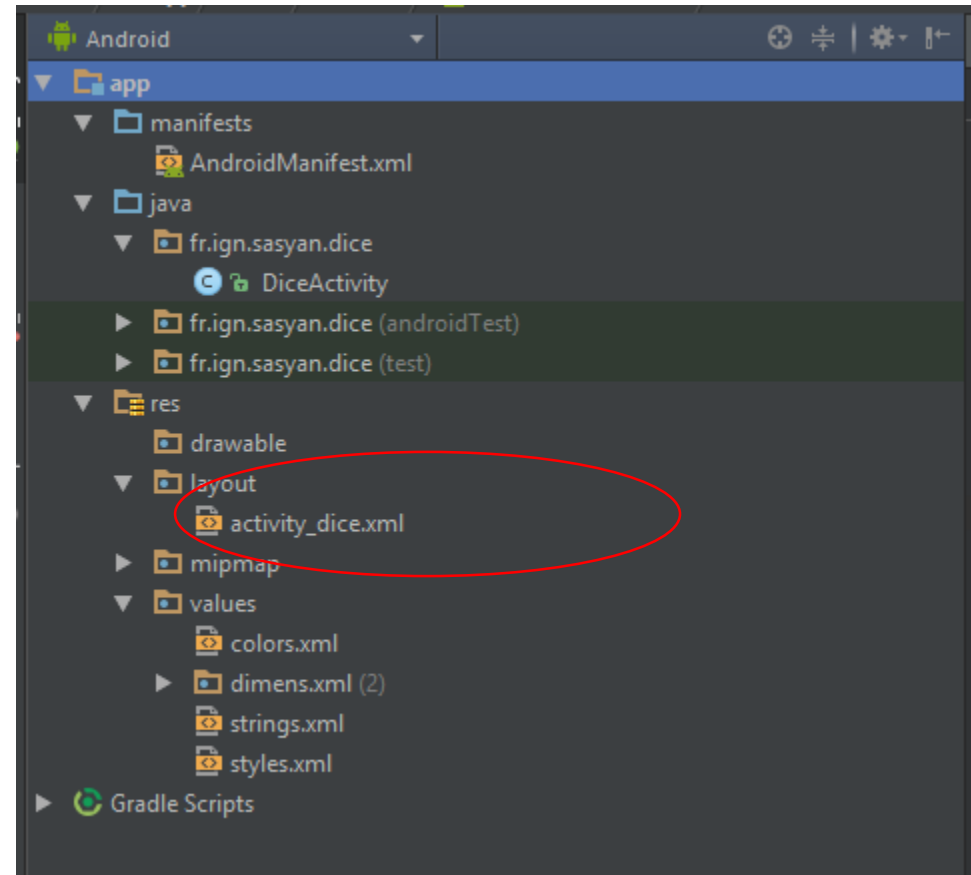 Android
app
manifests
AndroidManifest.xml
java
fr.ign.sasyan.dice
C DiceActivity
fr.ign.sasyan.dice (androidTest)
fr.ign.sasyan.dice (test)
res
drawable
layout
activity_dice.xml
mipmap
values
colors.xml
dimens.xml (2)
strings.xml
styles.xml
Gradle Scripts